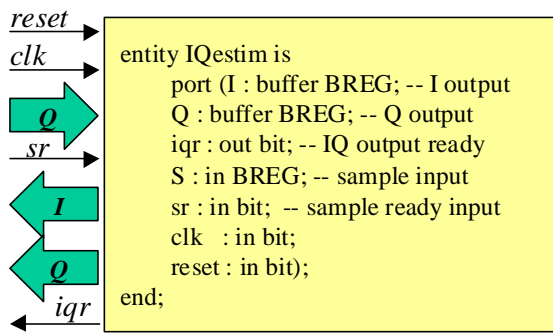 reset
clk
Q
sr
I
Q
iqr
entity IQestim is
port (I : buffer BREG; -- I output
Q : buffer BREG; -- Q output
iqr : out bit; -- IQ output ready
S : in BREG; -- sample input
sr : in bit; -- sample ready input
clk : in bit;
reset : in bit);
end;